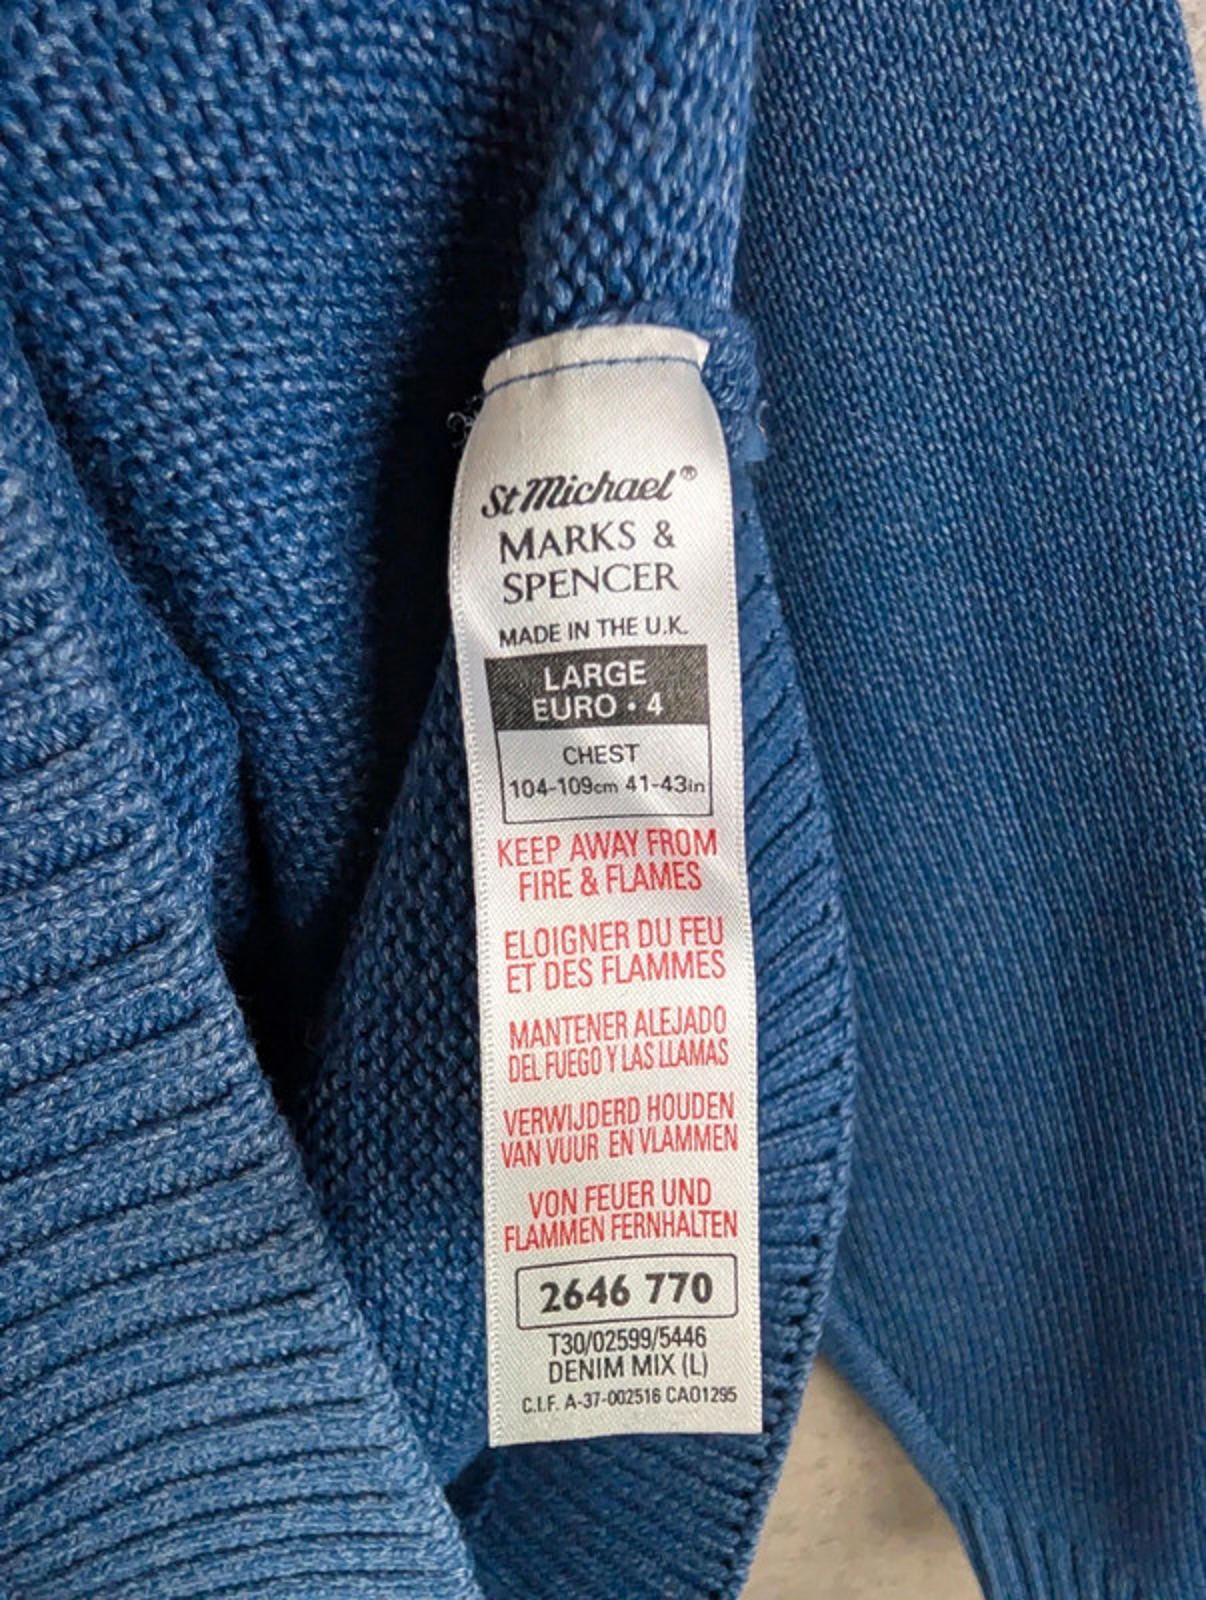 St Michael®
MARKS &
SPENCER
MADE IN THE U.K.
LARGE
EURO · 4
CHEST
104-109cm 41-43in
KEEP AWAY FROM
FIRE & FLAMES
ELOIGNER DU FEU
ET DES FLAMMES
MANTENER ALEJADO
DEL FUEGO Y LAS LLAMAS
VERWIJDERD HOUDEN
VAN VUUR EN VLAMMEN
VON FEUER UND
FLAMMEN FERNHALTEN
2646 770
T30/02599/5446
DENIM MIX (L)
C.I.F. A-37-002516 CAO1295